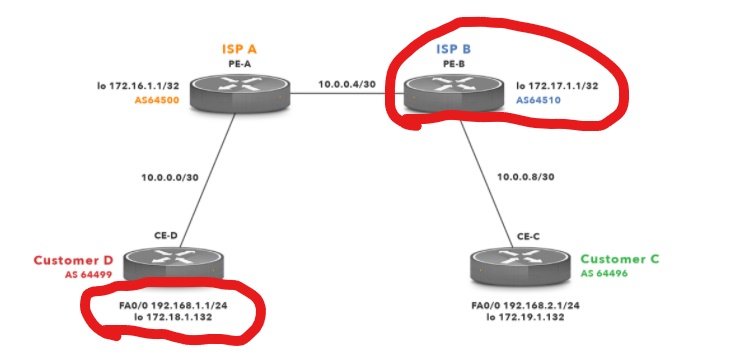 ISP A
PE-A
lo 172.16.1.1/32
AS64500
10.0.0.4/30
ISP B
PE-B
lo 172.17.1.1/32
AS64510
10.0.0.0/30
10.0.0.8/30
CE-D
Customer D
AS 64499
FA0/0 192.168.1.1/24
lo 172.18.1.132
CE-C
Customer C
AS 64496
FA0/0 192.168.2.1/24
lo 172.19.1.132